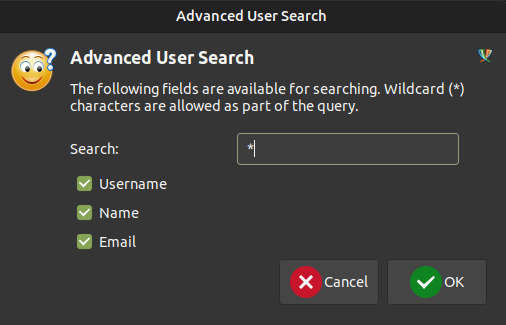 Advanced User Search
Advanced User Search
The following fields are available for searching. Wildcard (*)
characters are allowed as part of the query.
Search: *
Username
Name
Email
Cancel OK